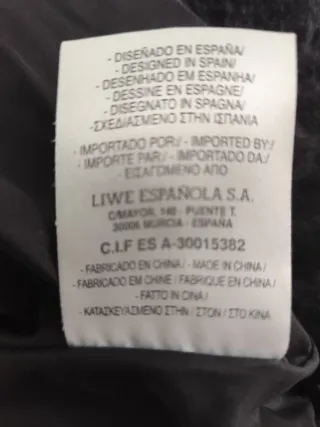 - DISEÑADO EN ESPAÑA/
- DESIGNED IN SPAIN/
- DESENHADO EM ESPANHA/
- DESSINE EN ESPAGNE/
- DISEGNATO IN SPAGNA/
-ΣΧΕΔΙΑΣΜΕΝΟ ΣΤΗΝ ΙΣΠΑΝΙΑ
- IMPORTADO POR:/ - IMPORTED BY:/
- IMPORTE PAR:/ - IMPORTADO DA:/
- ΕΙΣΑΓΟΜΕΝΟ ΑΠΟ
LIWE ESPAÑOLA S.A.
C/MAYOR, 140 - PUENTE T.
30006 MURCIA - ESPAÑA
C.I.F ES A-30015382
- FABRICADO EN CHINA/ - MADE IN CHINA/
- FABRICADO EM CHINE / FABRIQUE EN CHINA/
- FATTO IN CINA/
- ΚΑΤΑΣΚΕΥΑΣΜΕΝΟ ΣΤΗΝ / ΣΤΟΝ / ΣΤΟ ΚΙΝΑ